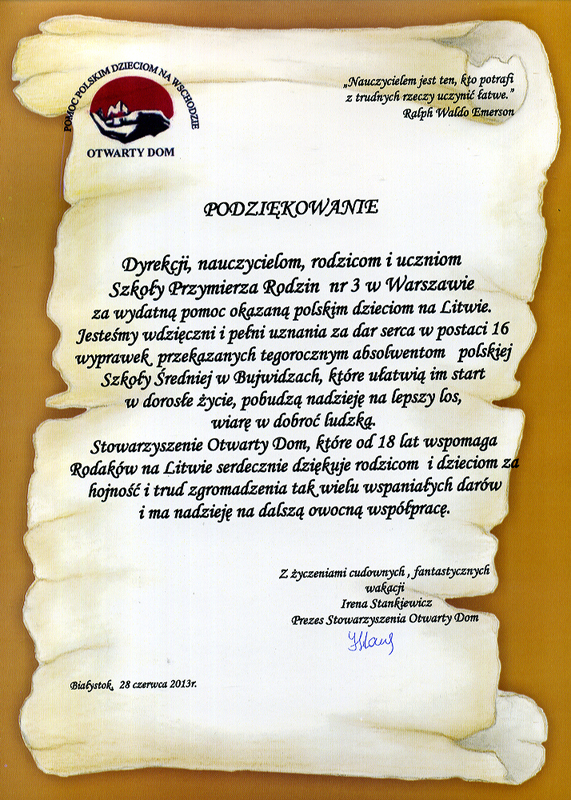 POMOC POLSKIM DZIECIOM NA WSCHODZIE
OTWARTY DOM
„Nauczycielem jest ten, kto potrafi
z trudnych rzeczy uczynić łatwe.”
Ralph Waldo Emerson
PODZIĘKOWANIE
Dyrekcji, nauczycielom, rodzicom i uczniom
Szkoły Przymierza Rodzin nr 3 w Warszawie
za wydatną pomoc okazaną polskim dzieciom na Litwie.
Jesteśmy wdzięczni i pełni uznania za dar serca w postaci 16
wyprawek przekazanych tegorocznym absolwentom polskiej
Szkoły Średniej w Bujwidzach, które ułatwią im start
w dorosłe życie, pobudzą nadzieję na lepszy los,
wiarę w dobroć ludzką.
Stowarzyszenie Otwarty Dom, które od 18 lat wspomaga
Rodaków na Litwie serdecznie dziękuje rodzicom i dzieciom za
hojność i trud zgromadzenia tak wielu wspaniałych darów
i ma nadzieję na dalszą owocną współpracę.
Z życzeniami cudownych , fantastycznych
wakacji
Irena Stankiewicz
Prezes Stowarzyszenia Otwarty Dom
Białystok, 28 czerwca 2013r.